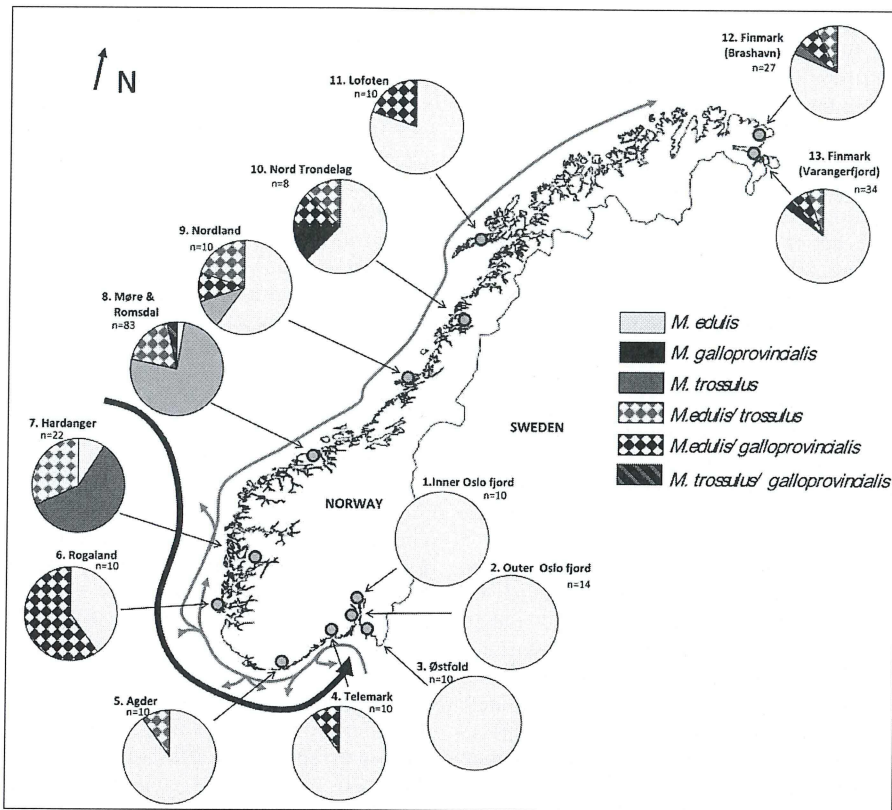 N
12. Finmark
(Brashavn)
n=27
11. Lofoten
n=10
10. Nord Trondelag
n=8
13. Finmark
(Varangerfjord)
n=34
9. Nordland
n=10
8. Møre &
Romsdal
n=83
7. Hardanger
n=22
6. Rogaland
n=10
5. Agder
n=10
4. Telemark
n=10
3. Østfold
n=10
2. Outer Oslo fjord
n=14
1.Inner Oslo fjord
n=10
NORWAY
SWEDEN
M. edulis
M. galloprovincialis
M. trossulus
M.edulis/ trossulus
M.edulis/ galloprovincialis
M. trossulus/ galloprovincialis